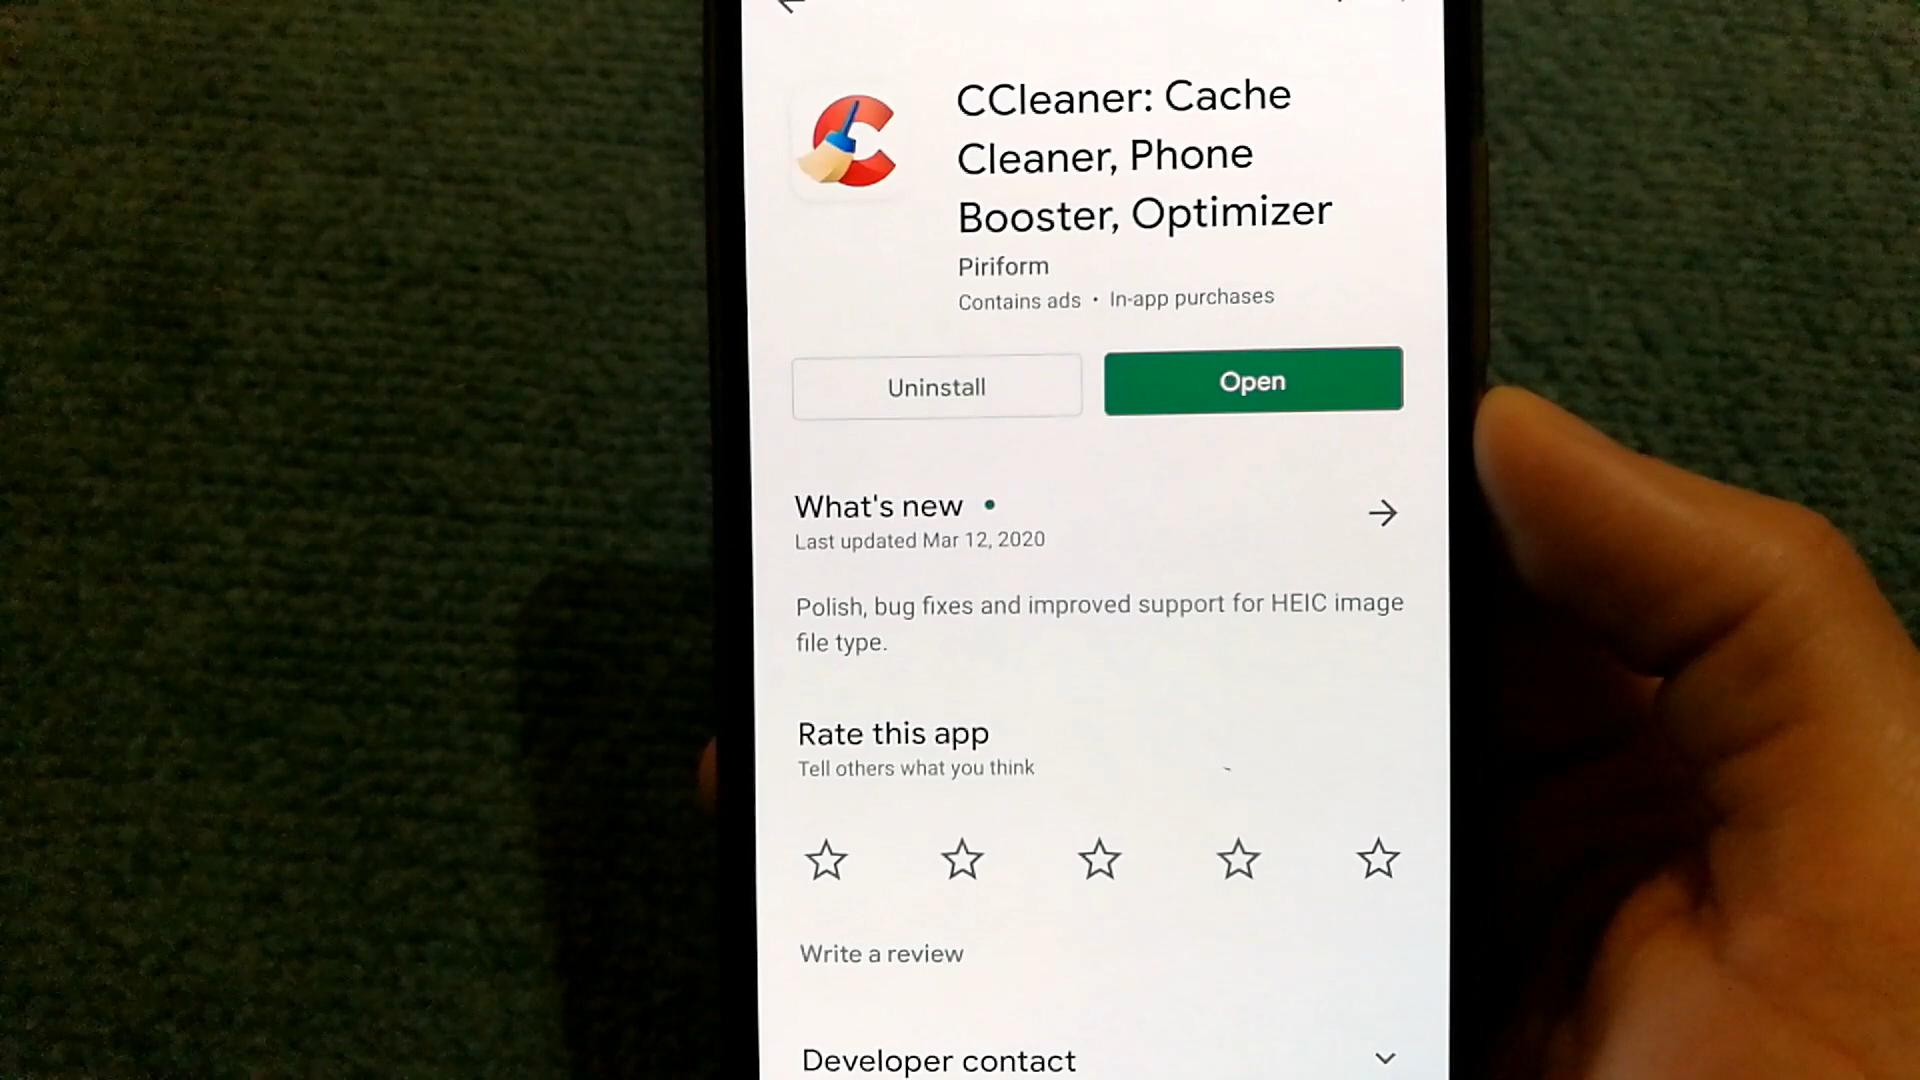 CCleaner: Cache
Cleaner, Phone
Booster, Optimizer
Piriform
Contains ads • In-app purchases
Uninstall
Open
What's new •
Last updated Mar 12, 2020
Polish, bug fixes and improved support for HEIC image
file type.
Rate this app
Tell others what you think
Write a review
Developer contact